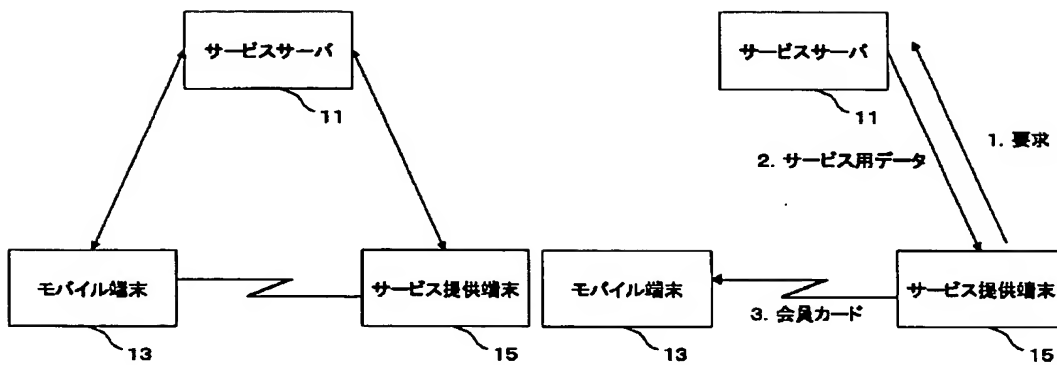 サービスサーバ
11
モバイル端末
13
サービス提供端末
15
サービスサーバ
11
1. 要求
2. サービス用データ
モバイル端末
13
3. 会員カード
サービス提供端末
15